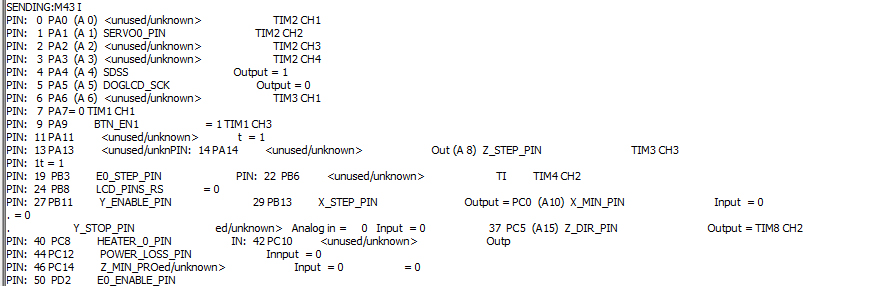 SENDING:M43 I
PIN: 0 PA0 (A 0) <unused/unknown> TIM2 CH1
PIN: 1 PA1 (A 1) SERVO0_PIN TIM2 CH2
PIN: 2 PA2 (A 2) <unused/unknown> TIM2 CH3
PIN: 3 PA3 (A 3) <unused/unknown> TIM2 CH4
PIN: 4 PA4 (A 4) SDSS Output = 1
PIN: 5 PA5 (A 5) DOGLCD_SCK Output = 0
PIN: 6 PA6 (A 6) <unused/unknown> TIM3 CH1
PIN: 7 PA7= 0 TIM1 CH1
PIN: 9 PA9 BTN_EN1 = 1 TIM1 CH3
PIN: 11 PA11 <unused/unknown> t = 1
PIN: 13 PA13 <unused/unknPIN: 14 PA14 <unused/unknown> Out (A 8) Z_STEP_PIN TIM3 CH3
PIN: 1t = 1
PIN: 19 PB3 E0_STEP_PIN PIN: 22 PB6 <unused/unknown> TI TIM4 CH2
PIN: 24 PB8 LCD_PINS_RS = 0
PIN: 27 PB11 Y_ENABLE_PIN 29 PB13 X_STEP_PIN Output = PC0 (A10) X_MIN_PIN Input = 0
. = 0
. Y_STOP_PIN ed/unknown> Analog in = 0 Input = 0 37 PC5 (A15) Z_DIR_PIN Output = TIM8 CH2
PIN: 40 PC8 HEATER_0_PIN IN: 42 PC10 <unused/unknown> Outp
PIN: 44 PC12 POWER_LOSS_PIN Innput = 0
PIN: 46 PC14 Z_MIN_PROed/unknown> Input = 0 = 0
PIN: 50 PD2 E0_ENABLE_PIN